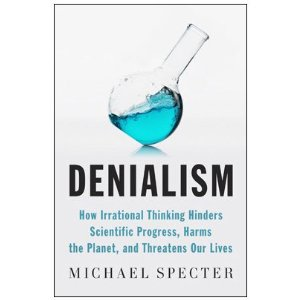 DENIALISM
How Irrational Thinking Hinders
Scientific Progress, Harms
the Planet, and Threatens Our Lives
MICHAEL SPECTER